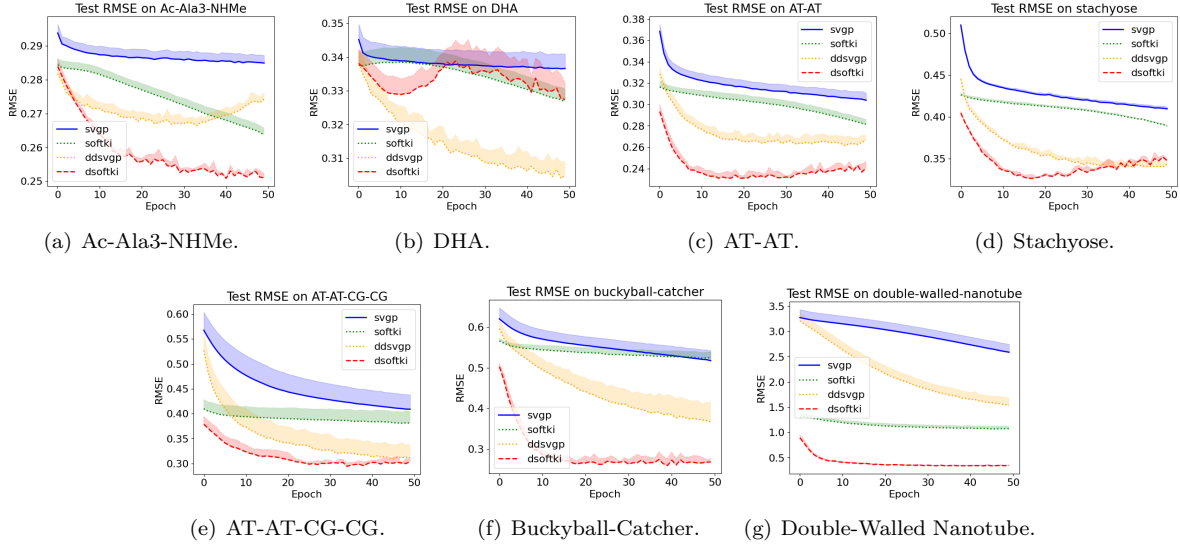 Test RMSE on Ac-Ala3-NHMe
RMSE
0.29
0.28
0.27
0.26
0.25
svgp
softki
ddsvgp
dsoftki
0 10 20 30 40 50
Epoch
(a) Ac-Ala3-NHMe.
Test RMSE on DHA
RMSE
0.35
0.34
0.33
0.32
0.31
svgp
softki
ddsvgp
dsoftki
0 10 20 30 40 50
Epoch
(b) DHA.
Test RMSE on AT-AT
RMSE
0.38
0.36
0.34
0.32
0.30
0.28
0.26
0.24
svgp
softki
ddsvgp
dsoftki
0 10 20 30 40 50
Epoch
(c) AT-AT.
Test RMSE on stachyose
RMSE
0.50
0.45
0.40
0.35
svgp
softki
ddsvgp
dsoftki
0 10 20 30 40 50
Epoch
(d) Stachyose.
Test RMSE on AT-AT-CG-CG
RMSE
0.60
0.55
0.50
0.45
0.40
0.35
0.30
svgp
softki
ddsvgp
dsoftki
0 10 20 30 40 50
Epoch
(e) AT-AT-CG-CG.
Test RMSE on buckyball-catcher
RMSE
0.6
0.5
0.4
0.3
svgp
softki
ddsvgp
dsoftki
0 10 20 30 40 50
Epoch
(f) Buckyball-Catcher.
Test RMSE on double-walled-nanotube
RMSE
3.5
3.0
2.5
2.0
1.5
1.0
0.5
svgp
softki
ddsvgp
dsoftki
0 10 20 30 40 50
Epoch
(g) Double-Walled Nanotube.